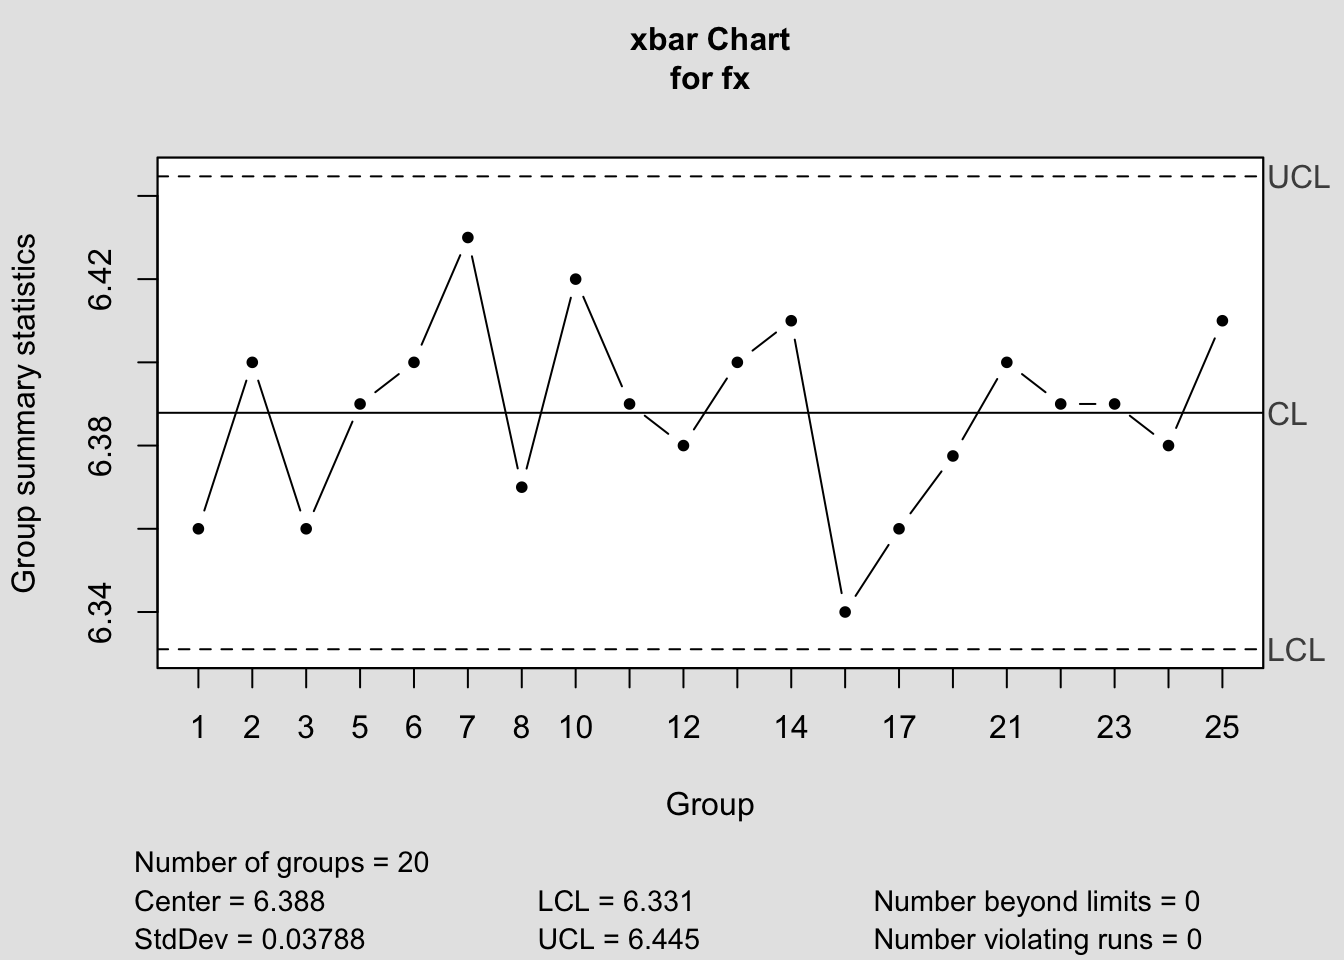 xbar Chart
for fx
Group summary statistics
6.42
6.38
6.34
UCL
CL
LCL
1 2 3 5 6 7 8 10 12 14 17 21 23 25
Group
Number of groups = 20
Center = 6.388 LCL = 6.331 Number beyond limits = 0
StdDev = 0.03788 UCL = 6.445 Number violating runs = 0